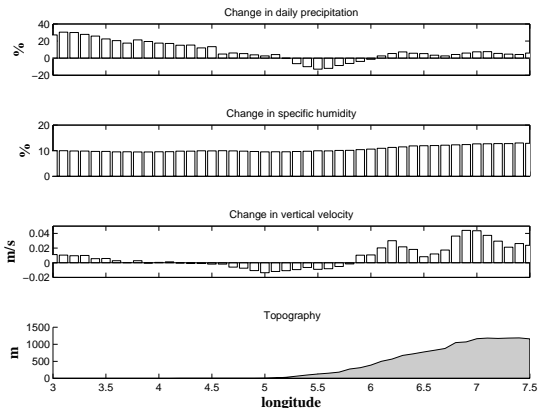 Change in daily precipitation
40
20
0
−20
%
Change in specific humidity
20
10
0
%
Change in vertical velocity
0.04
0.02
0
−0.02
m/s
Topography
1500
1000
500
0
m
3 3.5 4 4.5 5 5.5 6 6.5 7 7.5
longitude